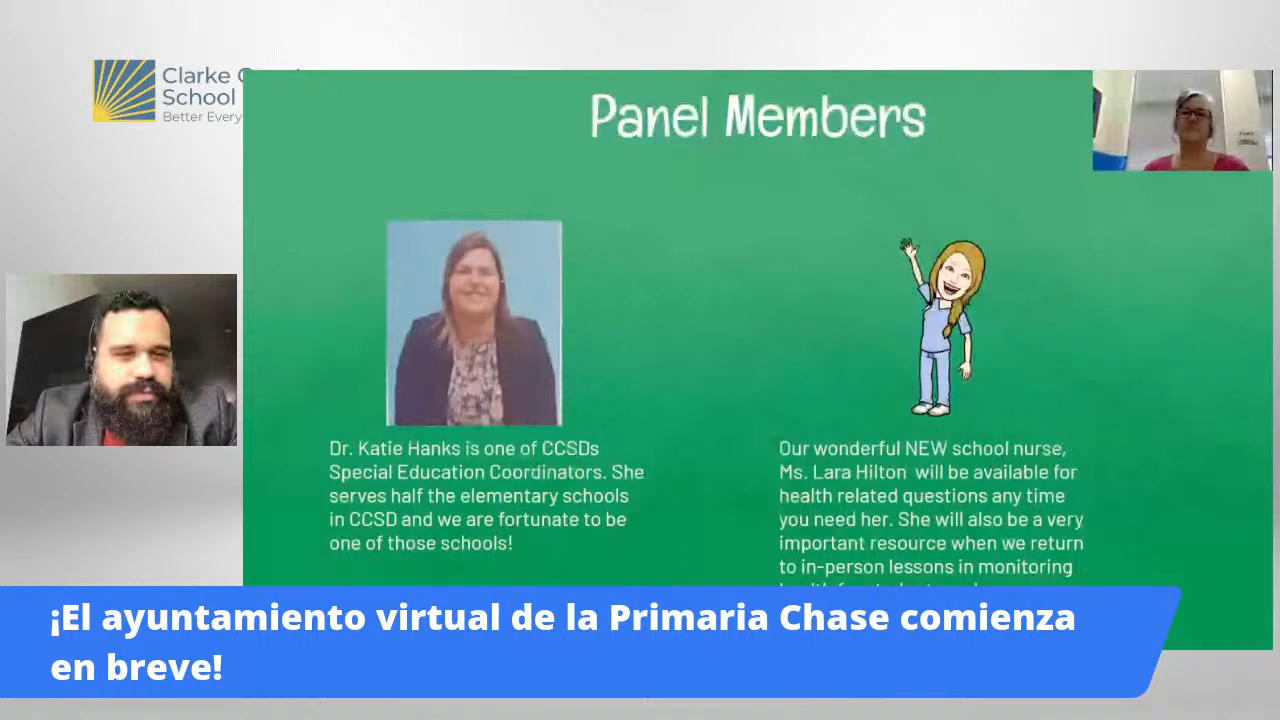 Clarke
School
Better Every
Panel Members
Dr. Katie Hanks is one of CCSDs
Special Education Coordinators. She
serves half the elementary schools
in CCSD and we are fortunate to be
one of those schools!
Our wonderful NEW school nurse,
Ms. Lara Hilton will be available for
health related questions any time
you need her. She will also be a very
important resource when we return
to in-person lessons in monitoring
¡El ayuntamiento virtual de la Primaria Chase comienza
en breve!